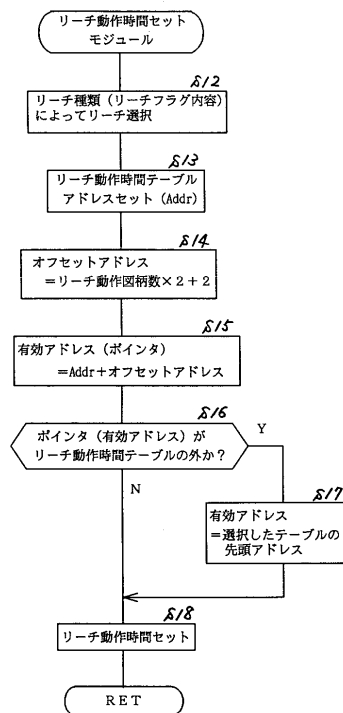 リーチ動作時間セット
モジュール
S12
リーチ種類（リーチフラグ内容）
によってリーチ選択
S13
リーチ動作時間テーブル
アドレスセット（Addr）
S14
オフセットアドレス
＝リーチ動作図柄数×２＋２
S15
有効アドレス（ポインタ）
＝Addr＋オフセットアドレス
S16
ポインタ（有効アドレス）が
リーチ動作時間テーブルの外か？
Y
N
S17
有効アドレス
＝選択したテーブルの
先頭アドレス
S18
リーチ動作時間セット
ＲＥＴ